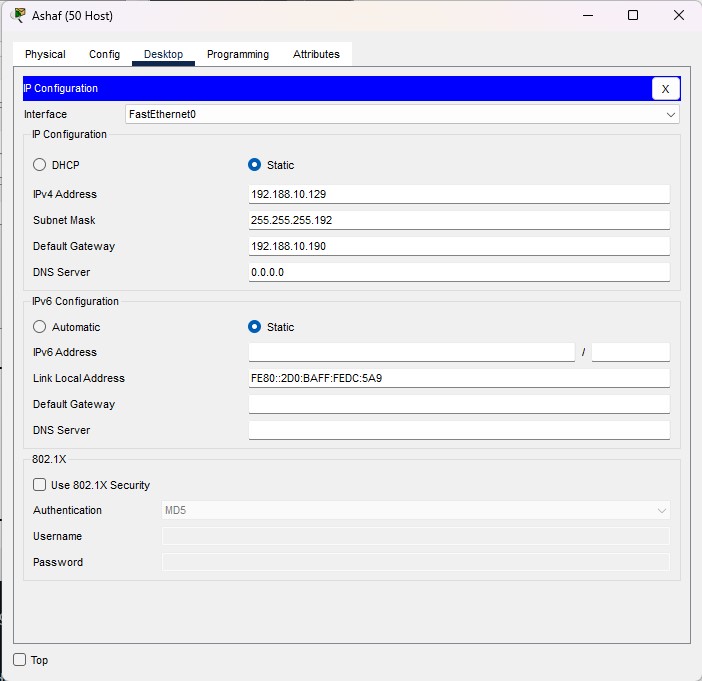 Ashaf (50 Host)
Physical Config Desktop Programming Attributes
IP Configuration X
Interface FastEthernet0
IP Configuration
DHCP Static
IPv4 Address 192.188.10.129
Subnet Mask 255.255.255.192
Default Gateway 192.188.10.190
DNS Server 0.0.0.0
IPv6 Configuration
Automatic Static
IPv6 Address /
Link Local Address FE80::2D0:BAFF:FEDC:5A9
Default Gateway
DNS Server
802.1X
Use 802.1X Security
Authentication MD5
Username
Password
Top